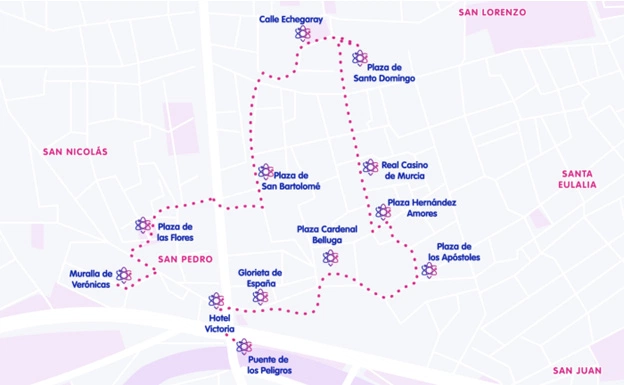 SAN LORENZO
Calle Echegaray
Plaza de
Santo Domingo
SAN NICOLÁS
Real Casino
de Murcia
Plaza de
San Bartolomé
SANTA
EULALIA
Plaza Hernández
Amores
Plaza de
las Flores
Plaza Cardenal
Belluga
Plaza de
los Apóstoles
SAN PEDRO
Muralla de
Verónicas
Glorieta de
España
Hotel
Victoria
Puente de
los Peligros
SAN JUAN